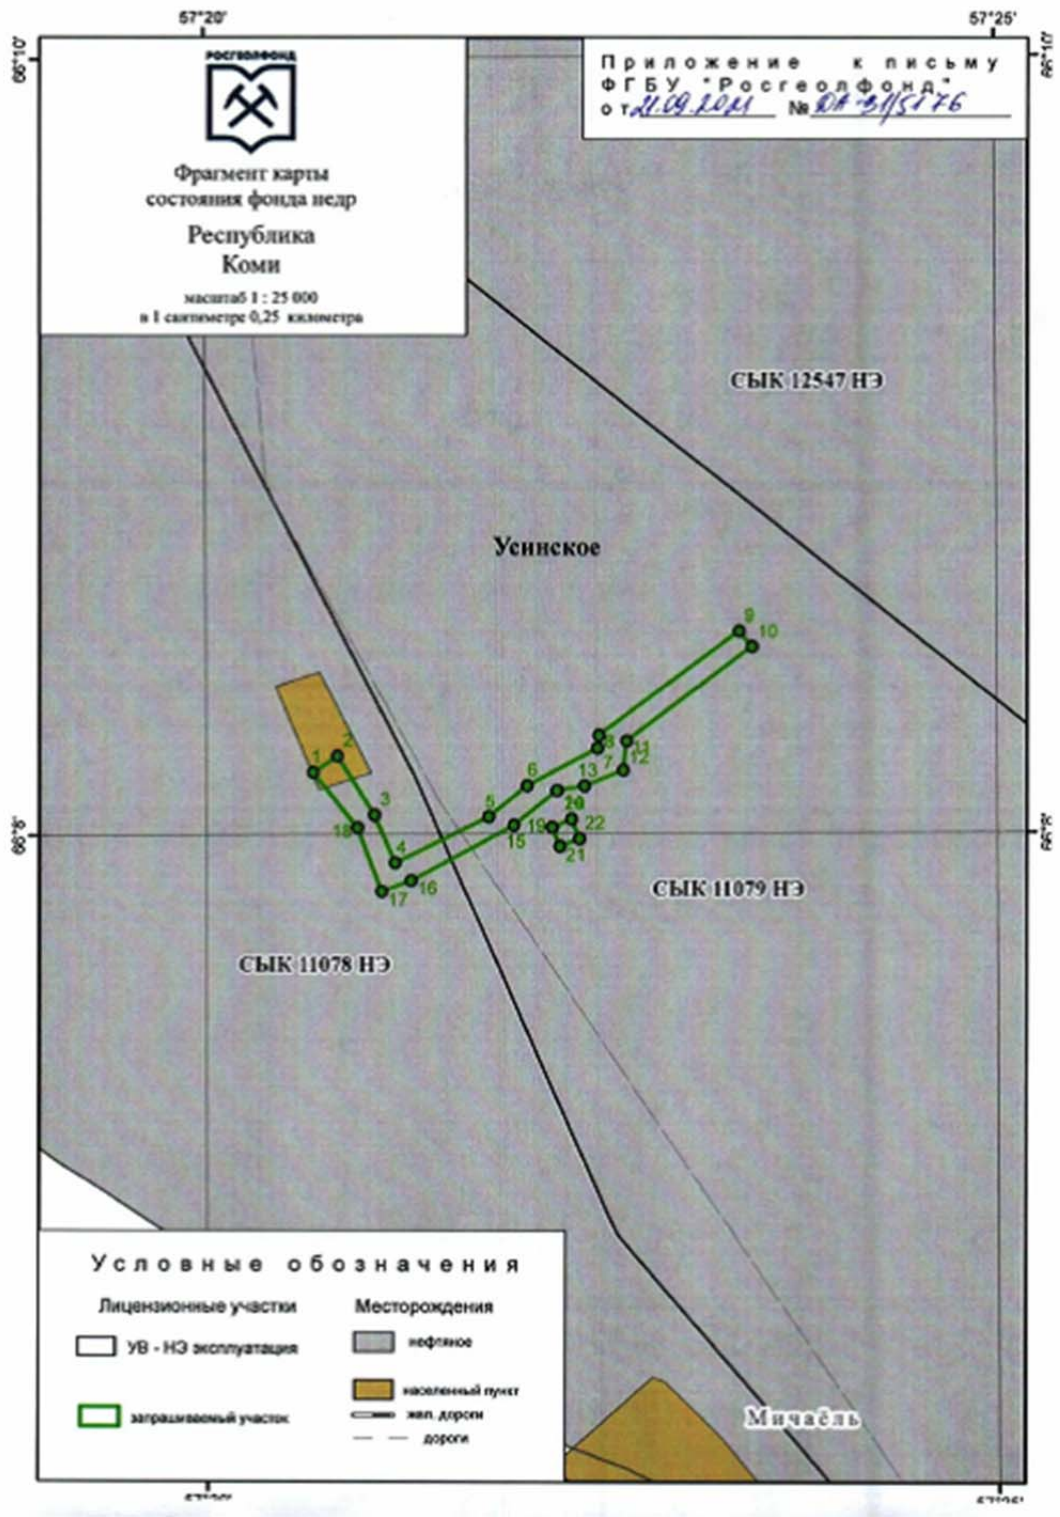 57°20'
57°25'
66°10'
66°10'
РОСГЕОЛФОНД
Фрагмент карты
состояния фонда недр
Республика
Коми
масштаб 1 : 25 000
в 1 сантиметре 0,25 километра
Приложение к письму
ФГБУ "Росгеолфонд"
от 21.09.2021 №
СЫК 12547 НЭ
Усинское
9
10
1
2
8
11
7
12
6
13
3
5
20
18
15
19
22
4
21
66°8'
17
16
СЫК 11079 НЭ
СЫК 11078 НЭ
Условные обозначения
Лицензионные участки
Месторождения
УВ - НЭ эксплуатация
нефтяное
населенный пункт
запрашиваемый участок
жел. дороги
дороги
Мичаёль